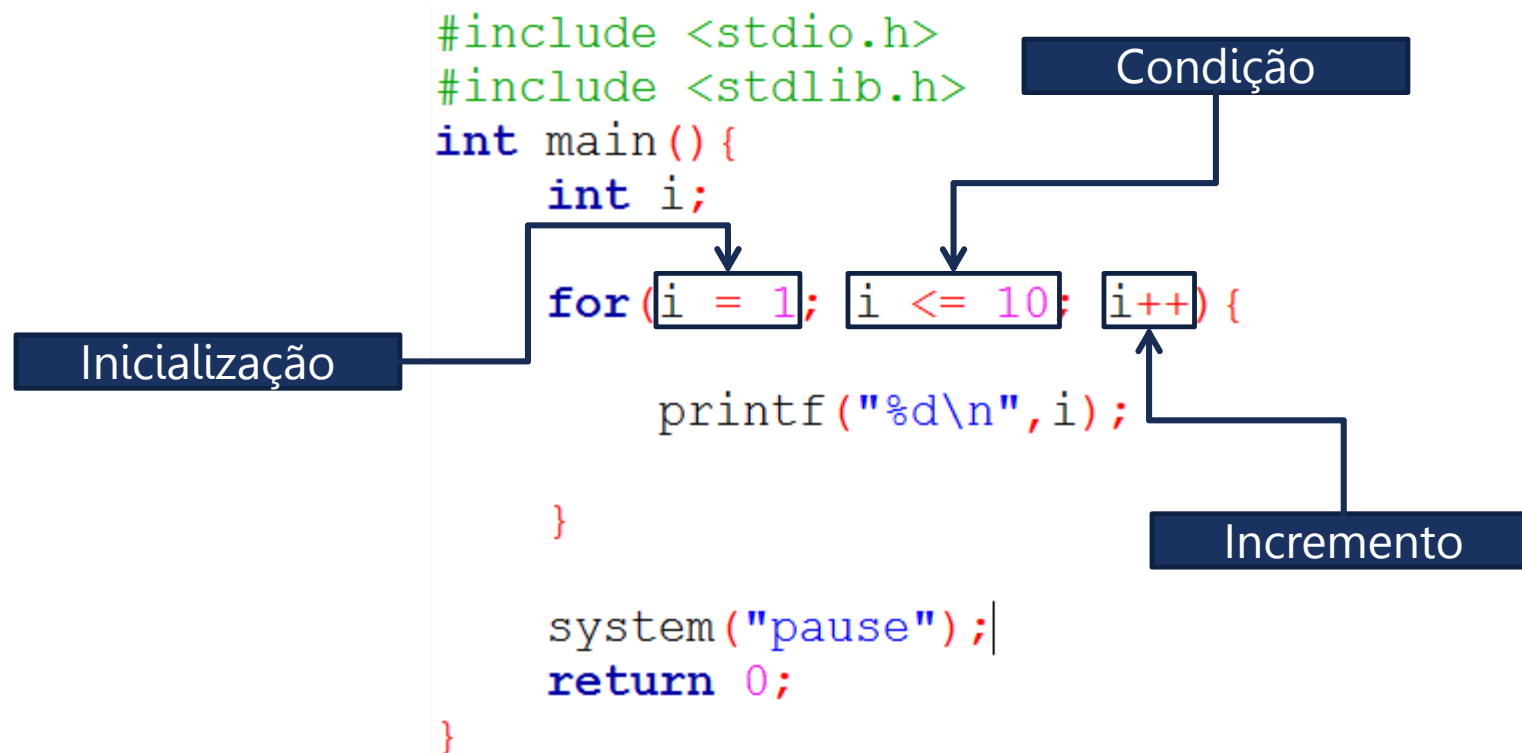 #include <stdio.h>
Condição
#include <stdlib.h>
int main(){
int i;
for(i = 1; i <= 10; i++){
Inicialização
printf("%d\n",i);
}
Incremento
system("pause");
return 0;
}